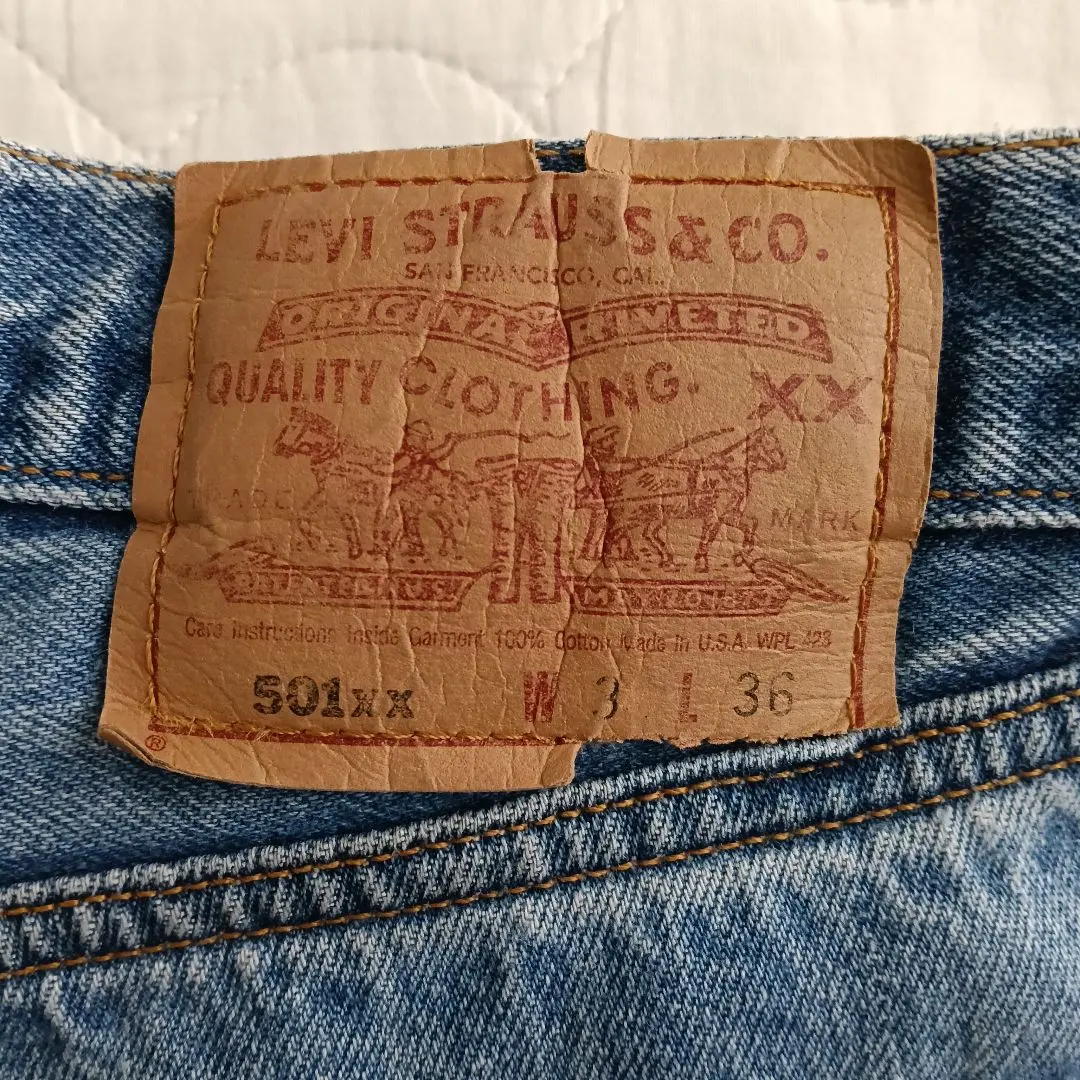 LEVI STRAUSS & CO.
SAN FRANCISCO, CAL.
ORIGINAL RIVETED
QUALITY CLOTHING. XX
TRADE MARK
Care Instructions Inside Garment 100% Cotton Made in U.S.A. WPL 423
501xx W 3 L 36
®